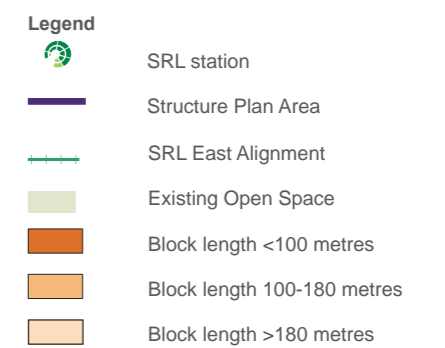 Legend
SRL station
Structure Plan Area
SRL East Alignment
Existing Open Space
Block length <100 metres
Block length 100-180 metres
Block length >180 metres